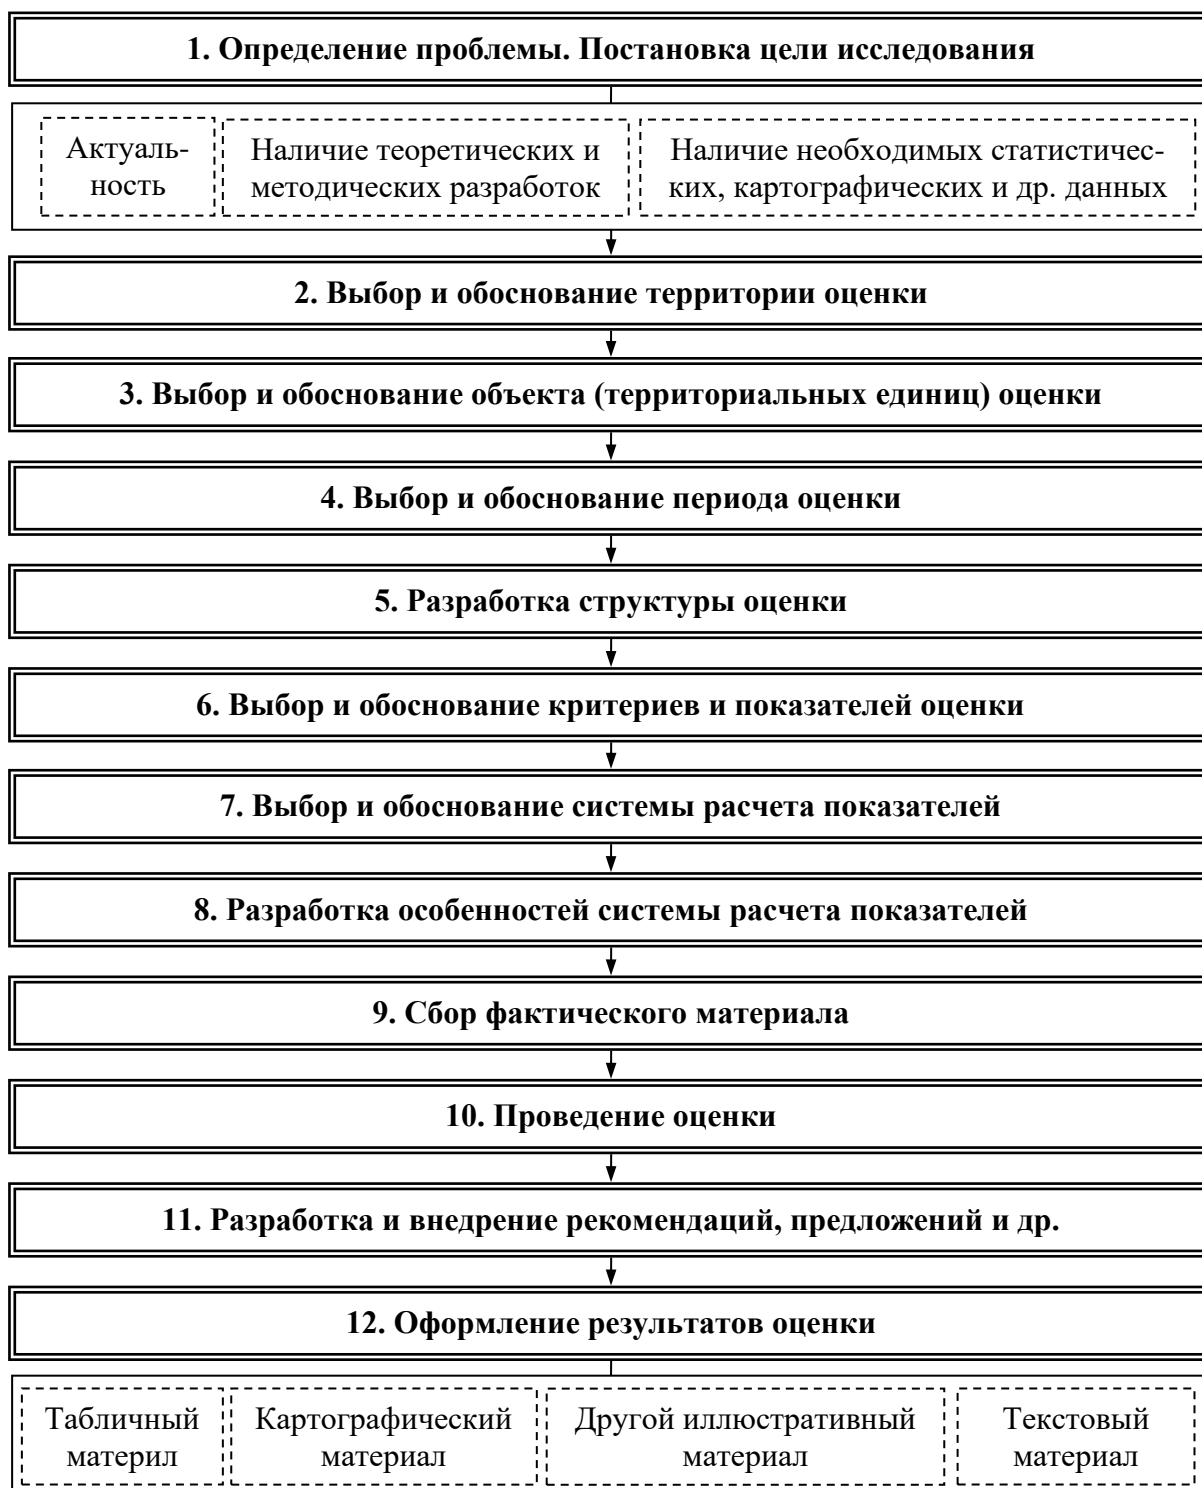 1. Определение проблемы. Постановка цели исследования
Актуаль-
ность
Наличие теоретических и
методических разработок
Наличие необходимых статистичес-
ких, картографических и др. данных
2. Выбор и обоснование территории оценки
3. Выбор и обоснование объекта (территориальных единиц) оценки
4. Выбор и обоснование периода оценки
5. Разработка структуры оценки
6. Выбор и обоснование критериев и показателей оценки
7. Выбор и обоснование системы расчета показателей
8. Разработка особенностей системы расчета показателей
9. Сбор фактического материала
10. Проведение оценки
11. Разработка и внедрение рекомендаций, предложений и др.
12. Оформление результатов оценки
Табличный
материл
Картографический
материал
Другой иллюстративный
материал
Текстовый
материал